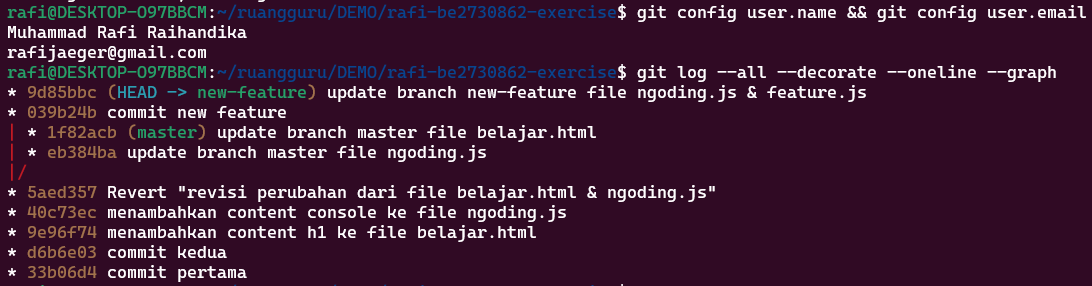 rafi@DESKTOP-O97BBCM:~/ruangguru/DEMO/rafi-be2730862-exercise$ git config user.name && git config user.email
Muhammad Rafi Raihandika
rafijaeger@gmail.com
rafi@DESKTOP-O97BBCM:~/ruangguru/DEMO/rafi-be2730862-exercise$ git log --all --decorate --oneline --graph
* 9d85bbc (HEAD -> new-feature) update branch new-feature file ngoding.js & feature.js
* 039b24b commit new feature
| * 1f82acb (master) update branch master file belajar.html
| * eb384ba update branch master file ngoding.js
|/
* 5aed357 Revert "revisi perubahan dari file belajar.html & ngoding.js"
* 40c73ec menambahkan content console ke file ngoding.js
* 9e96f74 menambahkan content h1 ke file belajar.html
* d6b6e03 commit kedua
* 33b06d4 commit pertama